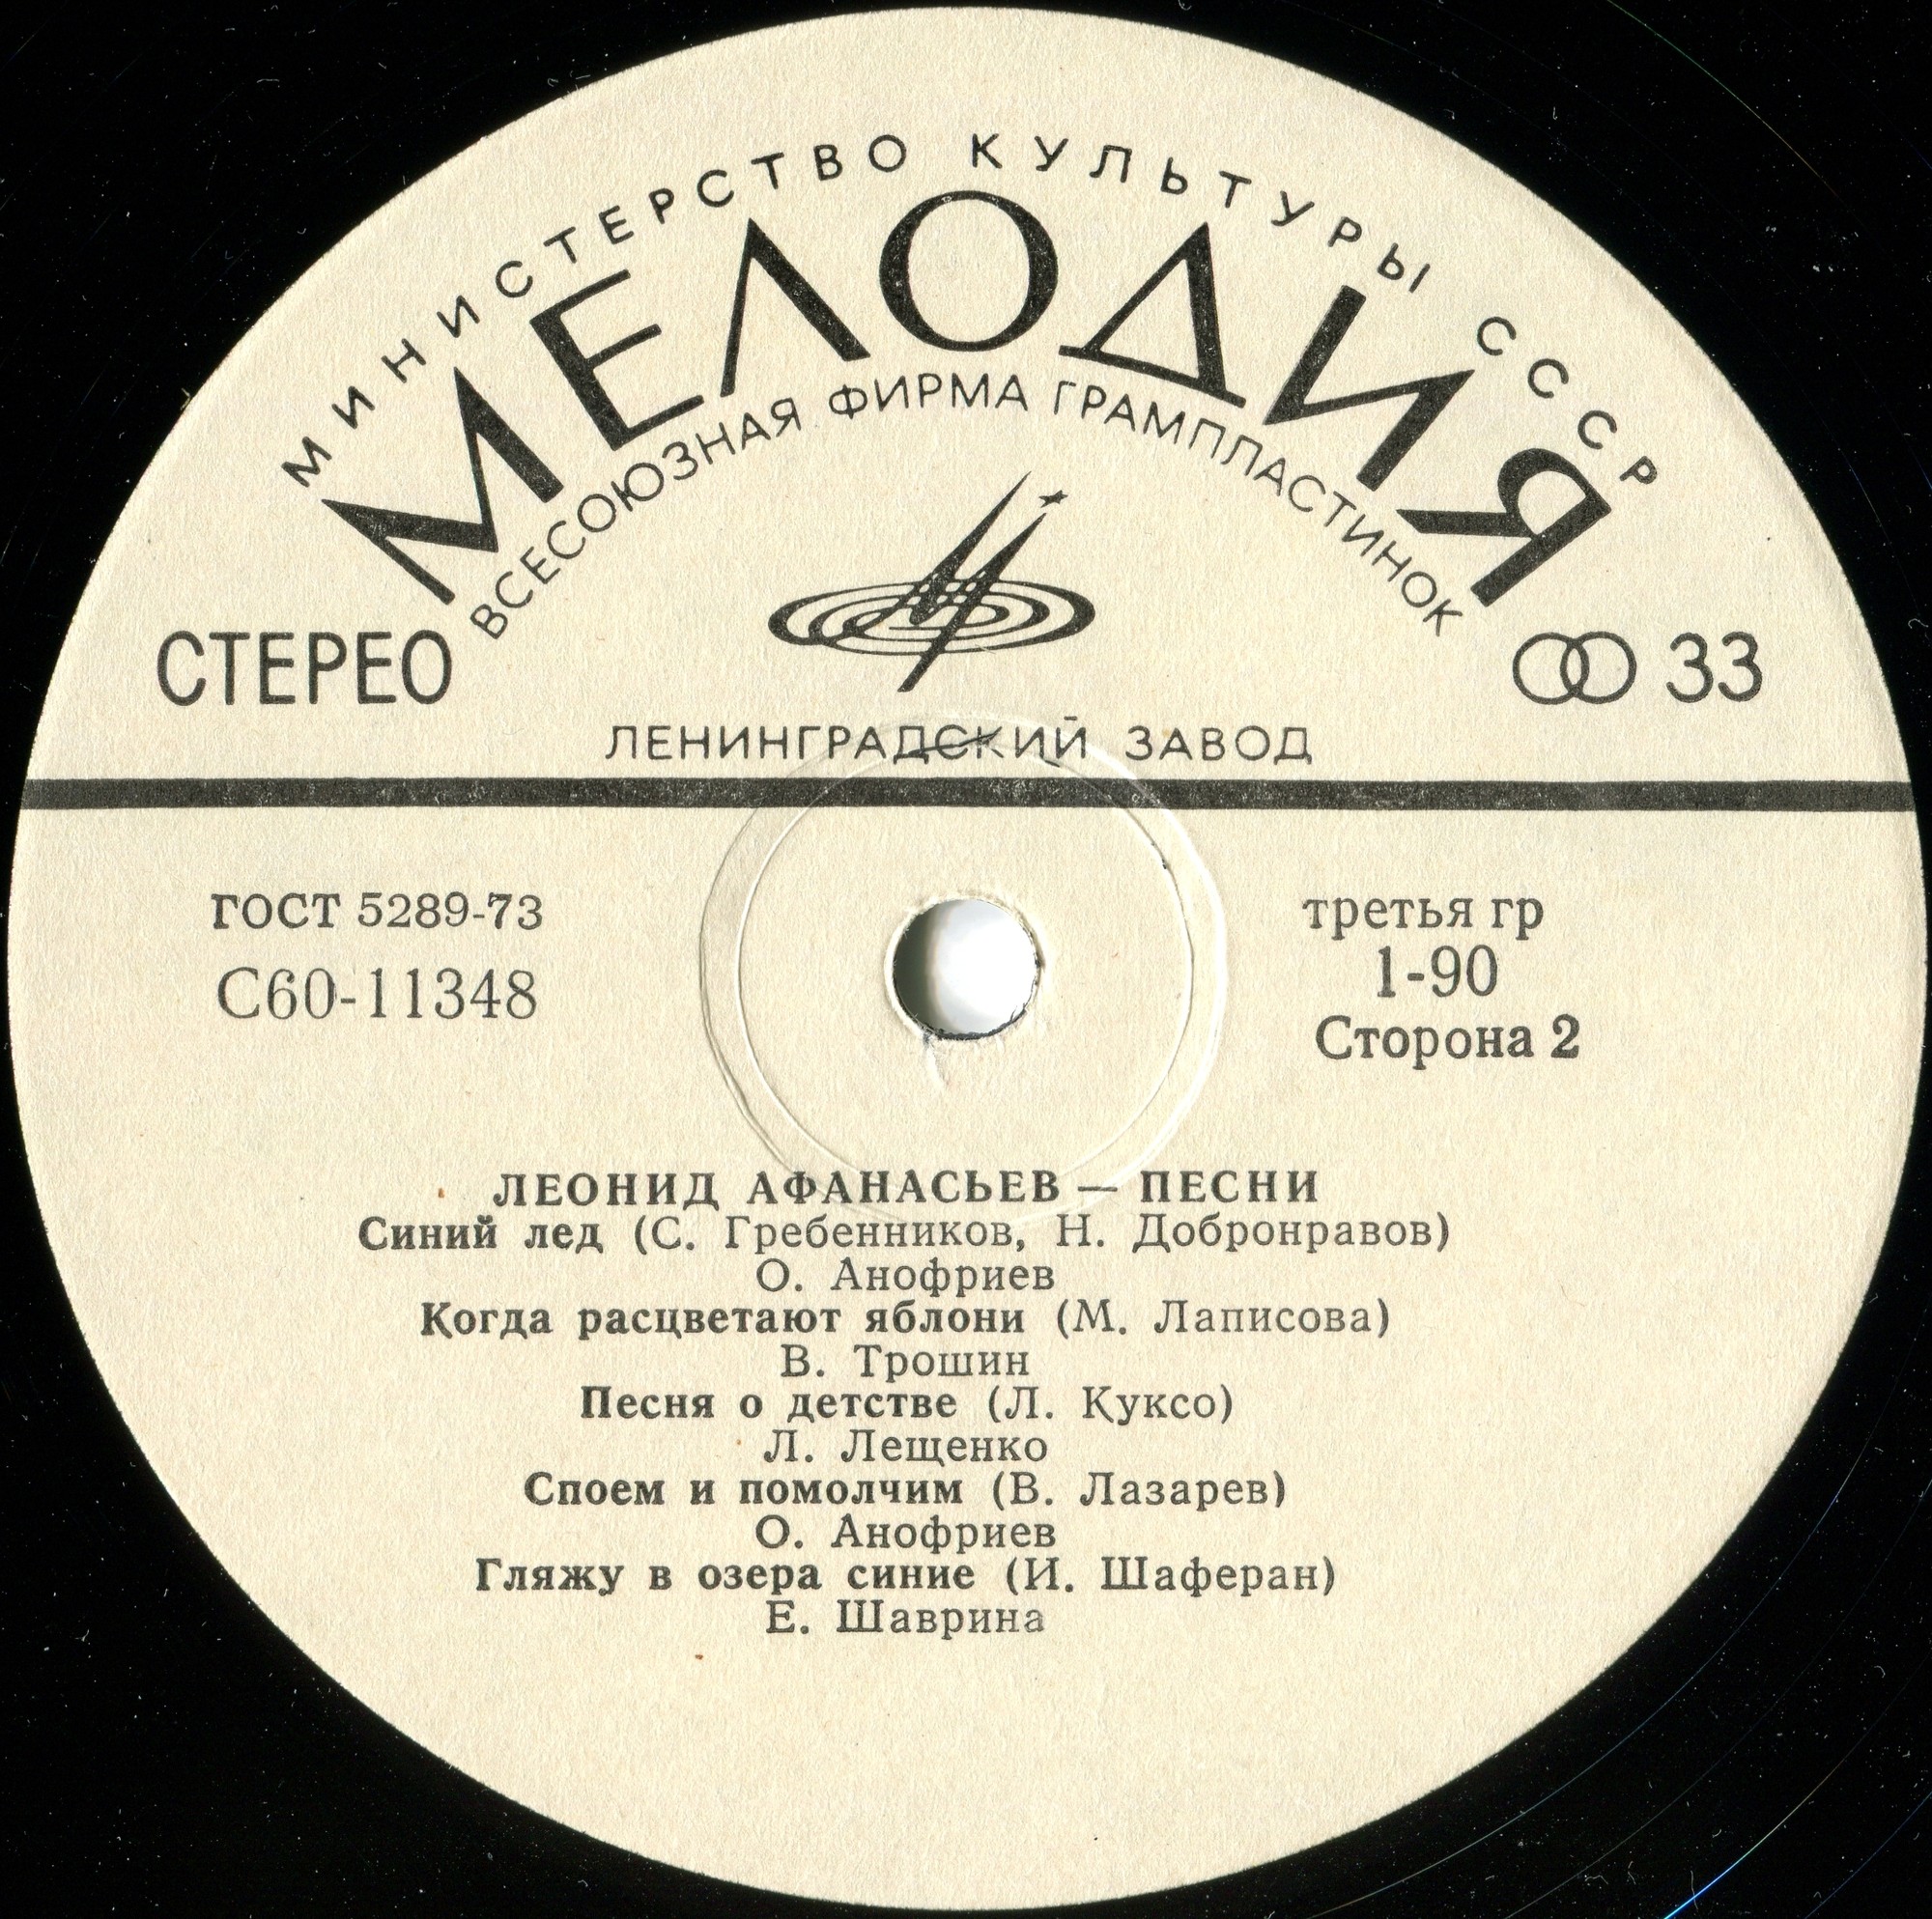 МИНИСТЕРСТВО КУЛЬТУРЫ СССР
МЕЛОДИЯ
ВСЕСОЮЗНАЯ ФИРМА ГРАМПЛАСТИНОК
СТЕРЕО
33
ЛЕНИНГРАДСКИЙ ЗАВОД
ГОСТ 5289-73
С60-11348
третья гр
1-90
Сторона 2
ЛЕОНИД АФАНАСЬЕВ — ПЕСНИ
Синий лед (С. Гребенников, Н. Добронравов)
О. Анофриев
Когда расцветают яблони (М. Лаписова)
В. Трошин
Песня о детстве (Л. Куксо)
Л. Лещенко
Споем и помолчим (В. Лазарев)
О. Анофриев
Гляжу в озера синие (И. Шаферан)
Е. Шаврина